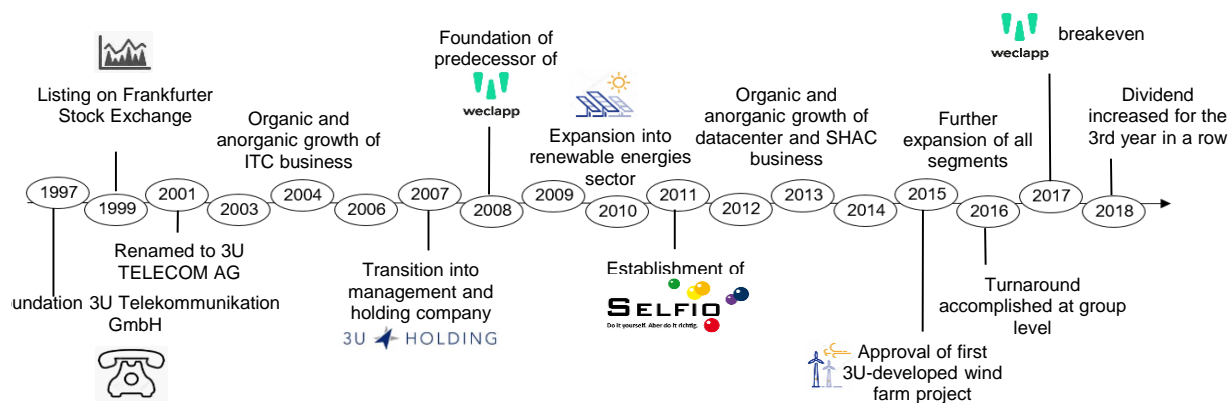 Listing on Frankfurter
Stock Exchange
Organic and
anorganic growth of
ITC business
Foundation of
predecessor of
weclapp
Expansion into
renewable energies
sector
Organic and
anorganic growth of
datacenter and SHAC
business
Further
expansion of all
segments
weclapp
breakeven
Dividend
increased for the
3rd year in a row
1997
1999
2001
2003
2004
2006
2007
2008
2009
2010
2011
2012
2013
2014
2015
2016
2017
2018
oundation 3U Telekommunikation
GmbH
Renamed to 3U
TELECOM AG
Transition into
management and
holding company
3U HOLDING
Establishment of
SELFIO
Do it yourself. Aber do it richtig.
Approval of first
3U-developed wind
farm project
Turnaround
accomplished at group
level